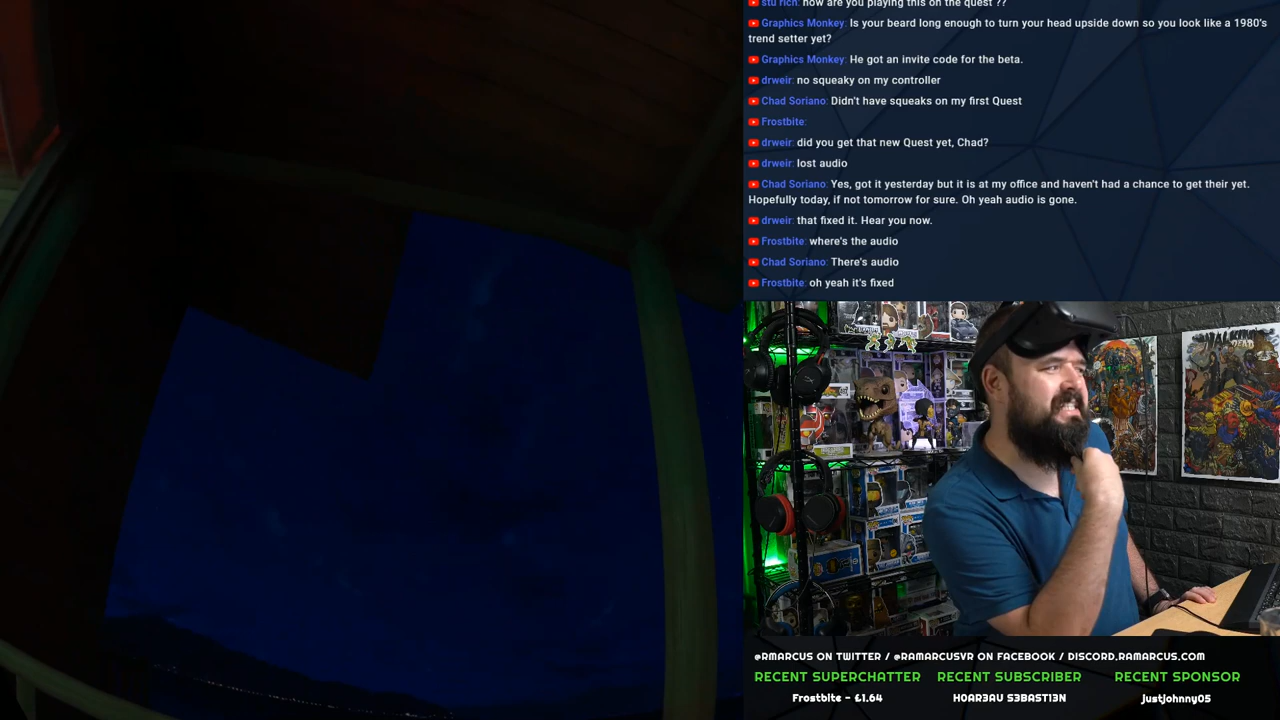 stu rich: how are you playing this on the quest ??
Graphics Monkey: Is your beard long enough to turn your head upside down so you look like a 1980's
trend setter yet?
Graphics Monkey: He got an invite code for the beta.
drweir: no squeaky on my controller
Chad Soriano: Didn't have squeaks on my first Quest
Frostbite:
drweir: did you get that new Quest yet, Chad?
drweir: lost audio
Chad Soriano: Yes, got it yesterday but it is at my office and haven't had a chance to get their yet.
Hopefully today, if not tomorrow for sure. Oh yeah audio is gone.
drweir: that fixed it. Hear you now.
Frostbite: where's the audio
Chad Soriano: There's audio
Frostbite: oh yeah it's fixed
WALKING
DEAD
@RMARCUS ON TWITTER / @RAMARCUSVR ON FACEBOOK / DISCORD.RAMARCUS.COM
RECENT SUPERCHATTER RECENT SUBSCRIBER RECENT SPONSOR
Frostbite - £1.64 H0AR3AU S3BAST13N justjohnny05